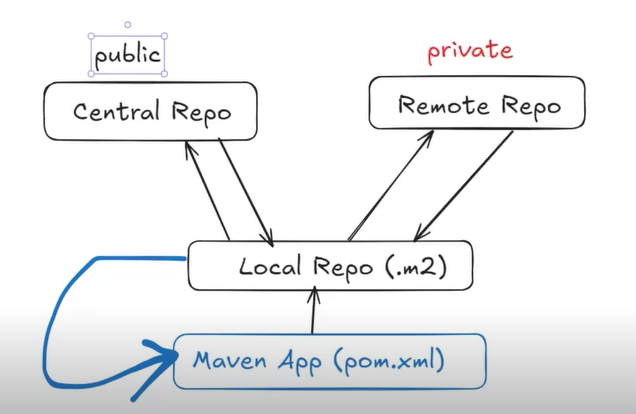 public
private
Central Repo
Remote Repo
Local Repo (.m2)
Maven App (pom.xml)